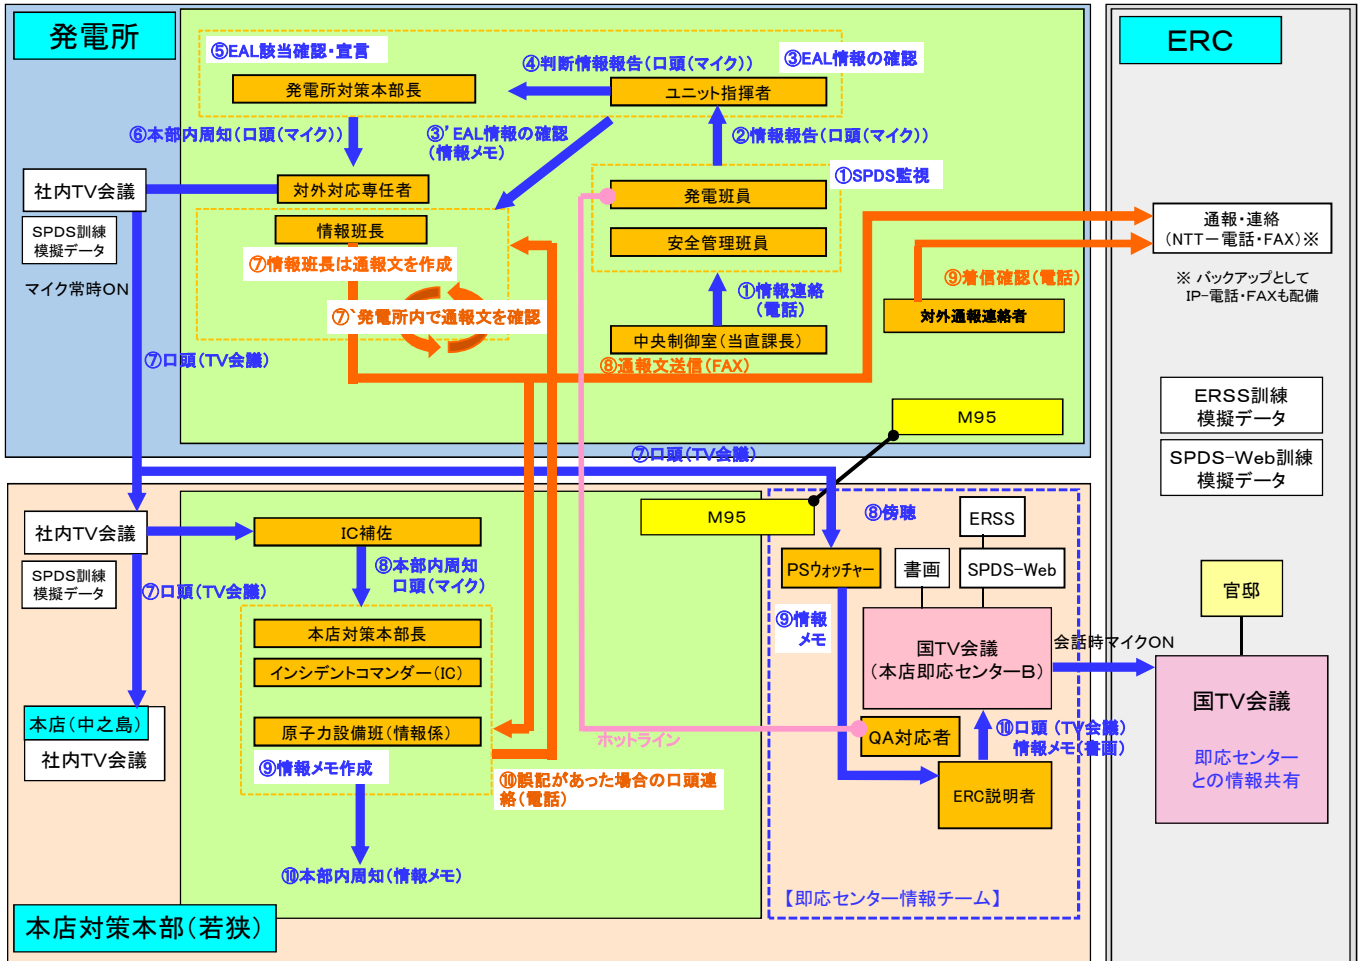 発電所
⑤EAL該当確認・宣言
発電所対策本部長
④判断情報報告(口頭(マイク))
③EAL情報の確認
ユニット指揮者
⑥本部内周知(口頭(マイク))
③’EAL情報の確認
(情報メモ)
②情報報告(口頭(マイク))
①SPDS監視
社内TV会議
対外対応専任者
発電班員
SPDS訓練
模擬データ
情報班長
安全管理班員
マイク常時ON
⑦情報班長は通報文を作成
⑦`発電所内で通報文を確認
①情報連絡
(電話)
中央制御室(当直課長)
⑨着信確認(電話)
対外通報連絡者
⑦口頭(TV会議)
⑧通報文送信(FAX)
M95
⑦口頭(TV会議)
ERC
通報・連絡
(NTT-電話・FAX)※
※ バックアップとして
IP-電話・FAXも配備
ERSS訓練
模擬データ
SPDS-Web訓練
模擬データ
社内TV会議
IC補佐
M95
⑧傍聴
ERSS
SPDS訓練
模擬データ
⑦口頭(TV会議)
⑧本部内周知
口頭(マイク)
PSウォッチャー
書画
SPDS-Web
官邸
本店対策本部長
⑨情報
メモ
国TV会議
(本店即応センターB)
会話時マイクON
インシデントコマンダー(IC)
国TV会議
本店(中之島)
社内TV会議
原子力設備班(情報係)
ホットライン
QA対応者
⑩口頭 (TV会議)
情報メモ(書画)
即応センター
との情報共有
⑨情報メモ作成
⑩誤記があった場合の口頭連
絡(電話)
ERC説明者
⑩本部内周知(情報メモ)
【即応センター情報チーム】
本店対策本部(若狭)